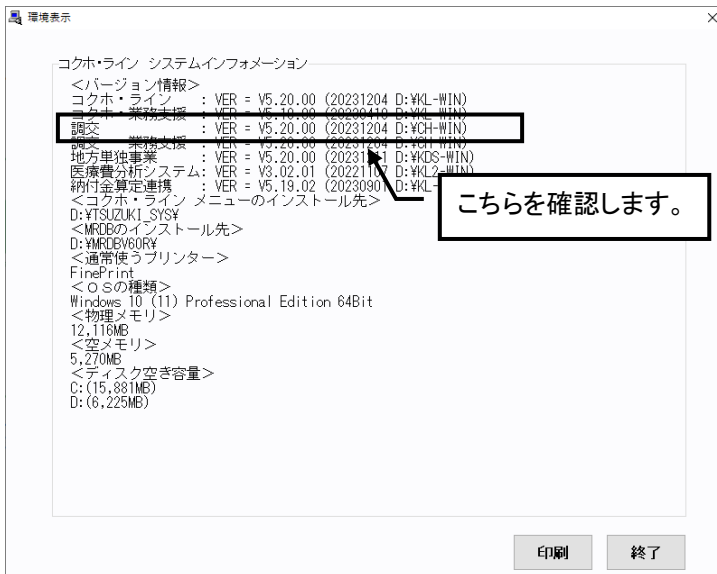 環境表示
コクホ・ライン システムインフォメーション
<バージョン情報>
コクホ・ライン : VER = V5.20.00 (20231204 D:¥KL-WIN)
調交 : VER = V5.20.00 (20231204 D:¥CH-WIN)
地方単独事業 : VER = V5.20.00 D:¥KDS-WIN)
医療費分析システム: VER = V3.02.01
納付金算定連携 : VER = V5.19.02 (20230901 D:¥KL-
<コクホ・ライン メニューのインストール先>
D:¥TSUZUKI_SYS¥
<MRDBのインストール先>
D:¥MRDBV60R¥
<通常使うプリンター>
FinePrint
<OSの種類>
Windows 10 (11) Professional Edition 64Bit
<物理メモリ>
12,116MB
<空メモリ>
5,270MB
<ディスク空き容量>
C:(15,881MB)
D:(6,225MB)
こちらを確認します。
印刷 終了